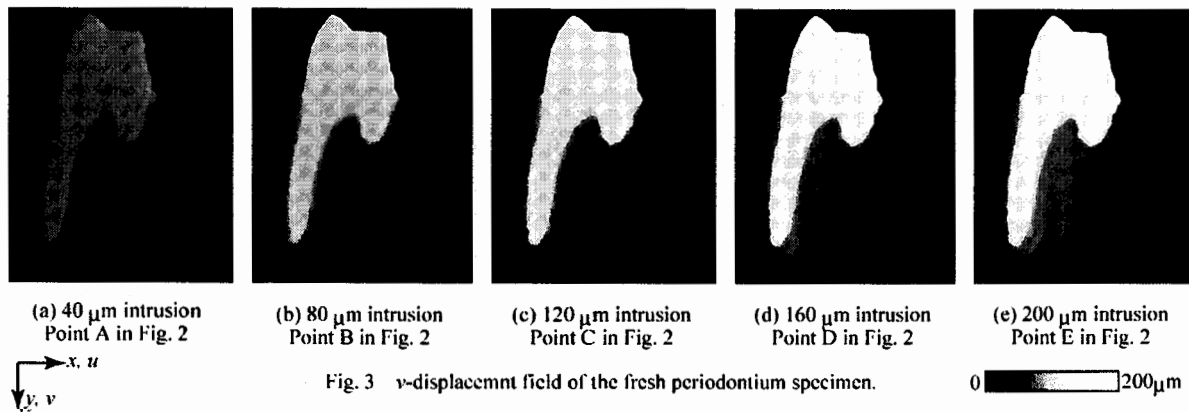 (a) 40 μm intrusion
Point A in Fig. 2
(b) 80 μm intrusion
Point B in Fig. 2
(c) 120 μm intrusion
Point C in Fig. 2
(d) 160 μm intrusion
Point D in Fig. 2
(e) 200 μm intrusion
Point E in Fig. 2
x, u
y, v
Fig. 3 v-displacemnt field of the fresh periodontium specimen.
0 200μm